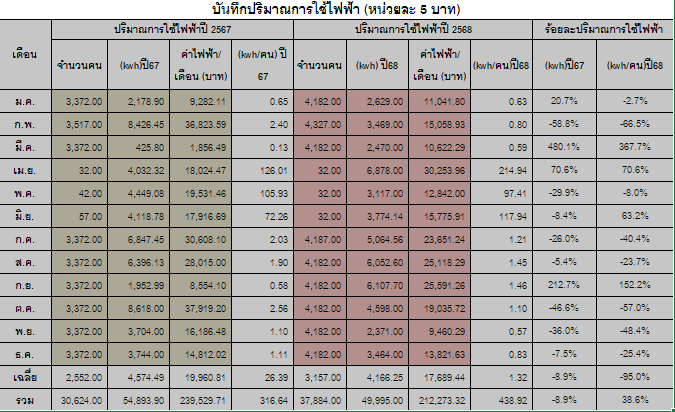 บันทึกปริมาณการใช้ไฟฟ้า (หน่วยละ 5 บาท)
เดือน ปริมาณการใช้ไฟฟ้าปี 2567 ปริมาณการใช้ไฟฟ้าปี 2568 ร้อยละปริมาณการใช้ไฟฟ้า
จำนวนคน (kwh)ปี67 ค่าไฟฟ้า/เดือน (บาท) (kwh/คน) ปี 67 จำนวนคน (kwh) ปี68 ค่าไฟฟ้า/เดือน (บาท) (kwh/คน)ปี68 (kwh)ปี67 (kwh/คน)ปี68
ม.ค. 3,372.00 2,178.90 9,282.11 0.65 4,182.00 2,629.00 11,041.80 0.63 20.7% -2.7%
ก.พ. 3,517.00 8,426.45 36,823.59 2.40 4,327.00 3,469.00 15,058.93 0.80 -58.8% -66.5%
มี.ค. 3,372.00 425.80 1,856.49 0.13 4,182.00 2,470.00 10,622.29 0.59 480.1% 367.7%
เม.ย. 32.00 4,032.32 18,024.47 126.01 32.00 6,878.00 30,253.96 214.94 70.6% 70.6%
พ.ค. 42.00 4,449.08 19,531.46 105.93 32.00 3,117.00 12,842.00 97.41 -29.9% -8.0%
มิ.ย. 57.00 4,118.78 17,916.69 72.26 32.00 3,774.14 15,775.91 117.94 -8.4% 63.2%
ก.ค. 3,372.00 6,847.45 30,608.10 2.03 4,187.00 5,064.56 23,651.24 1.21 -26.0% -40.4%
ส.ค. 3,372.00 6,396.13 28,015.00 1.90 4,182.00 6,052.60 25,118.29 1.45 -5.4% -23.7%
ก.ย. 3,372.00 1,952.99 8,554.10 0.58 4,182.00 6,107.70 25,591.26 1.46 212.7% 152.2%
ต.ค. 3,372.00 8,618.00 37,919.20 2.56 4,182.00 4,598.00 19,035.72 1.10 -46.6% -57.0%
พ.ย. 3,372.00 3,704.00 16,186.48 1.10 4,182.00 2,371.00 9,460.29 0.57 -36.0% -48.4%
ธ.ค. 3,372.00 3,744.00 14,812.02 1.11 4,182.00 3,464.00 13,821.63 0.83 -7.5% -25.4%
เฉลี่ย 2,552.00 4,574.49 19,960.81 26.39 3,157.00 4,166.25 17,689.44 1.32 -8.9% -95.0%
รวม 30,624.00 54,893.90 239,529.71 316.64 37,884.00 49,995.00 212,273.32 438.92 -8.9% 38.6%